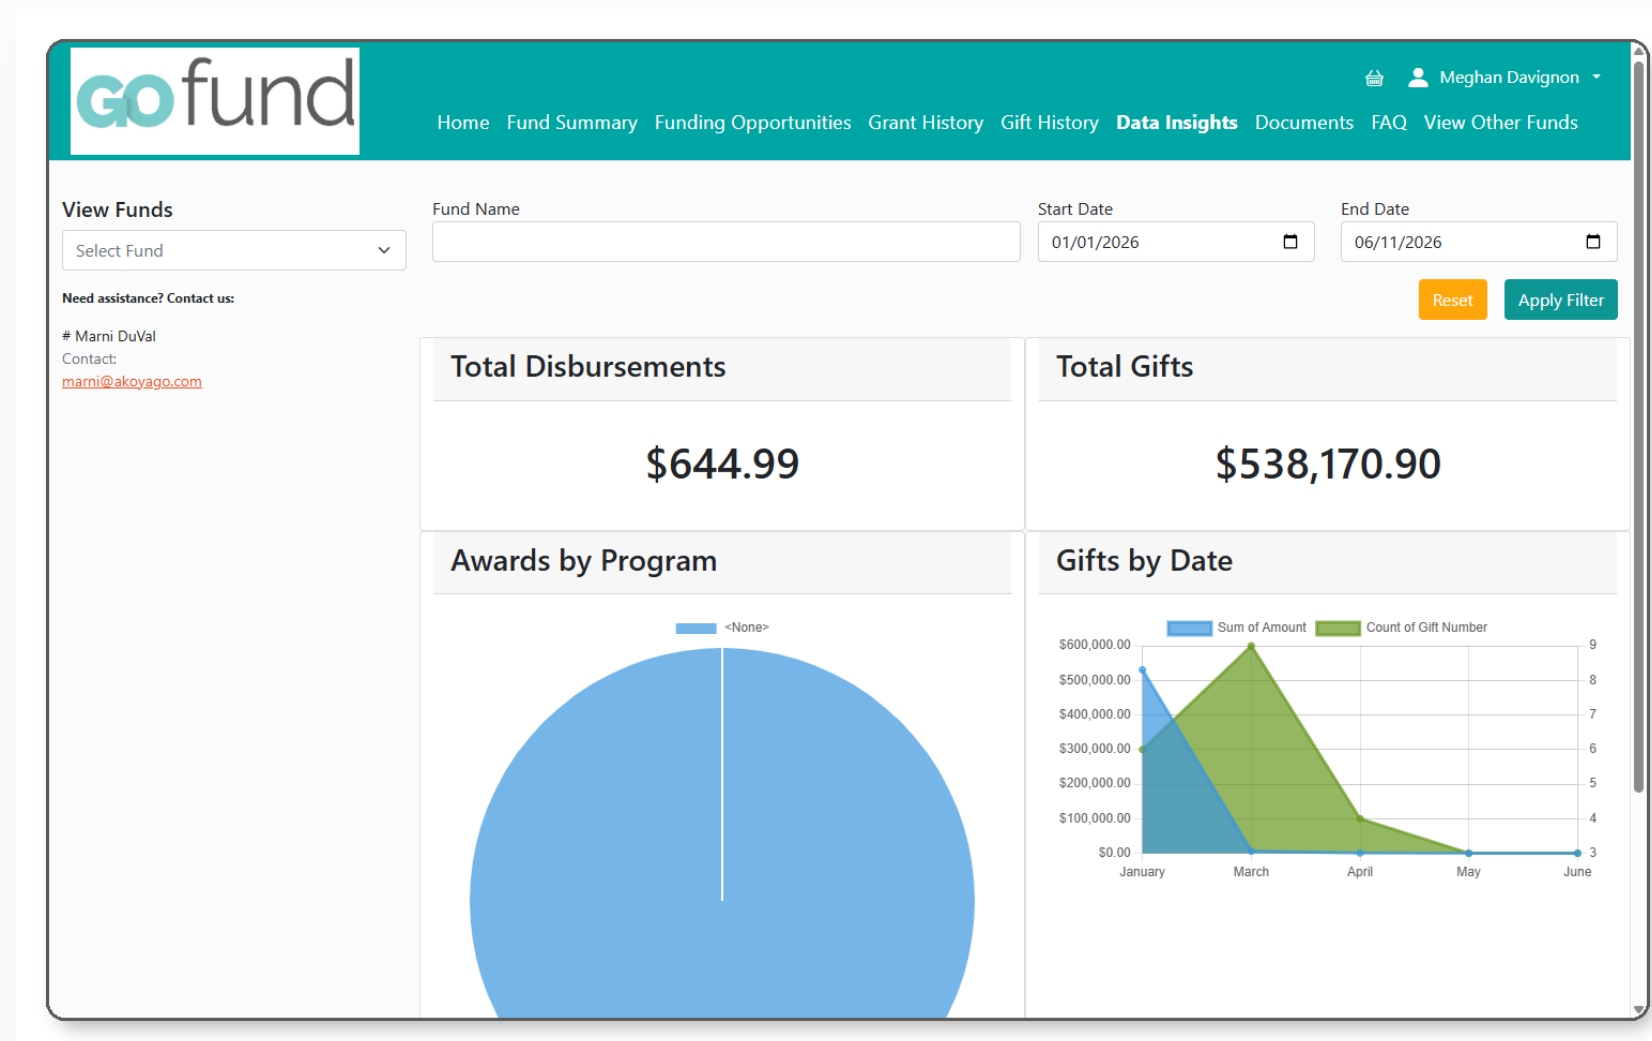 GO fund
Meghan Davignon
Home Fund Summary Funding Opportunities Grant History Gift History Data Insights Documents FAQ View Other Funds
View Funds
Select Fund
Need assistance? Contact us:
# Marni DuVal
Contact:
marni@akoyago.com
Fund Name
Start Date
01/01/2026
End Date
06/11/2026
Reset
Apply Filter
Total Disbursements
$644.99
Total Gifts
$538,170.90
Awards by Program
<None>
Gifts by Date
Sum of Amount Count of Gift Number
$600,000.00 9
$500,000.00 8
$400,000.00 7
$300,000.00 6
$200,000.00 5
$100,000.00 4
$0.00 3
January March April May June